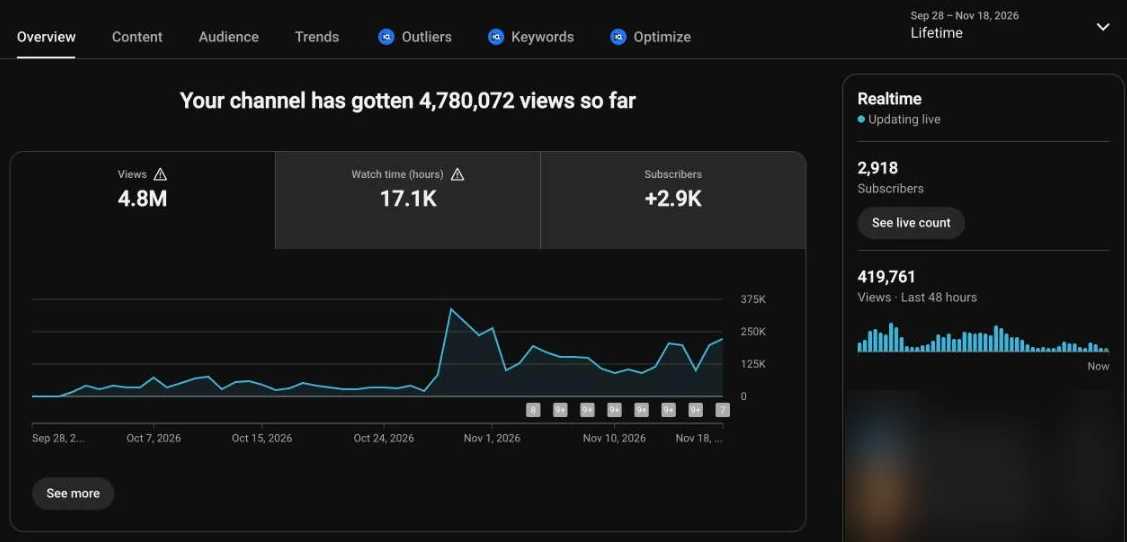 Sep 28 – Nov 18, 2026
Lifetime
Overview Content Audience Trends Outliers Keywords Optimize
Your channel has gotten 4,780,072 views so far
Views
4.8M
Watch time (hours)
17.1K
Subscribers
+2.9K
375K
250K
125K
0
8 9+ 9+ 9+ 9+ 9+ 9+ 7
Sep 28, 2... Oct 7, 2026 Oct 15, 2026 Oct 24, 2026 Nov 1, 2026 Nov 10, 2026 Nov 18, ...
See more
Realtime
Updating live
2,918
Subscribers
See live count
419,761
Views · Last 48 hours
Now